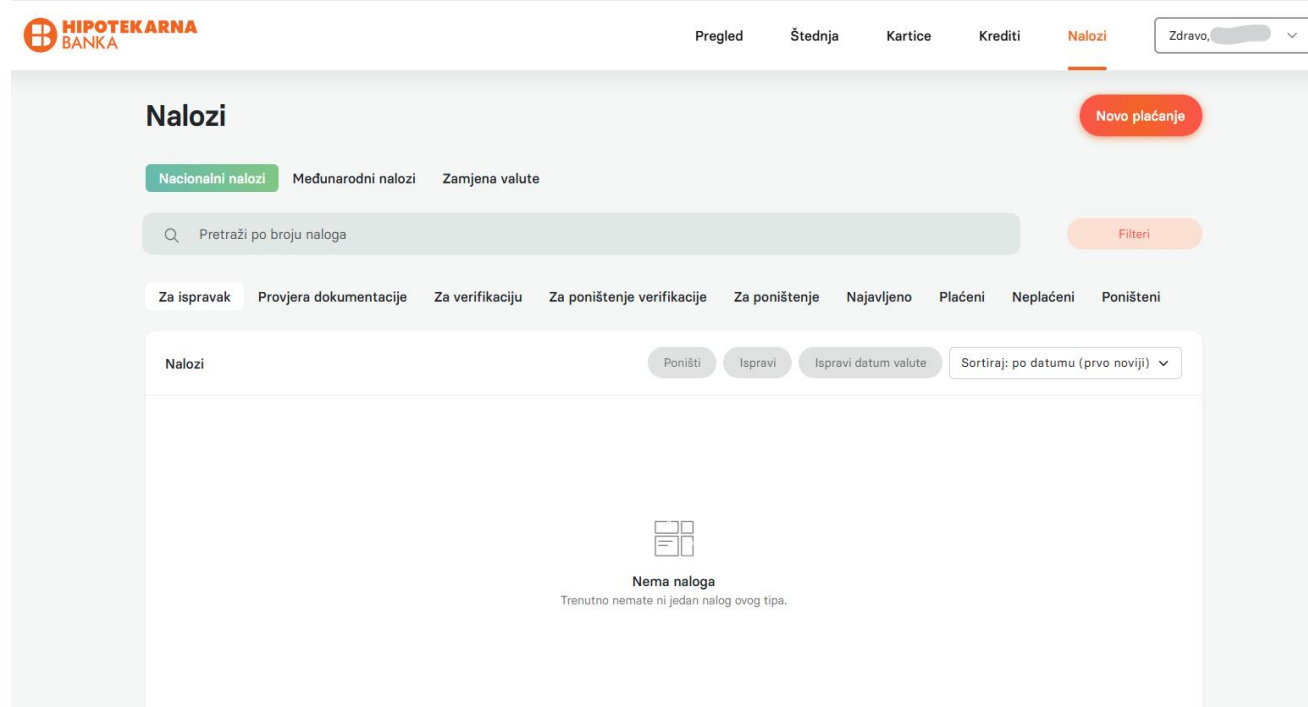 HIPOTEKARNA
BANKA
Pregled Štednja Kartice Krediti Nalozi Zdravo,
Nalozi
Novo plaćanje
Nacionalni nalozi Međunarodni nalozi Zamjena valute
Pretraži po broju naloga
Filteri
Za ispravak Provjera dokumentacije Za verifikaciju Za poništenje verifikacije Za poništenje Najavljeno Plaćeni Neplaćeni Poništeni
Nalozi Poništi Ispravi Ispravi datum valute Sortiraj: po datumu (prvo noviji)
Nema naloga
Trenutno nemate ni jedan nalog ovog tipa.